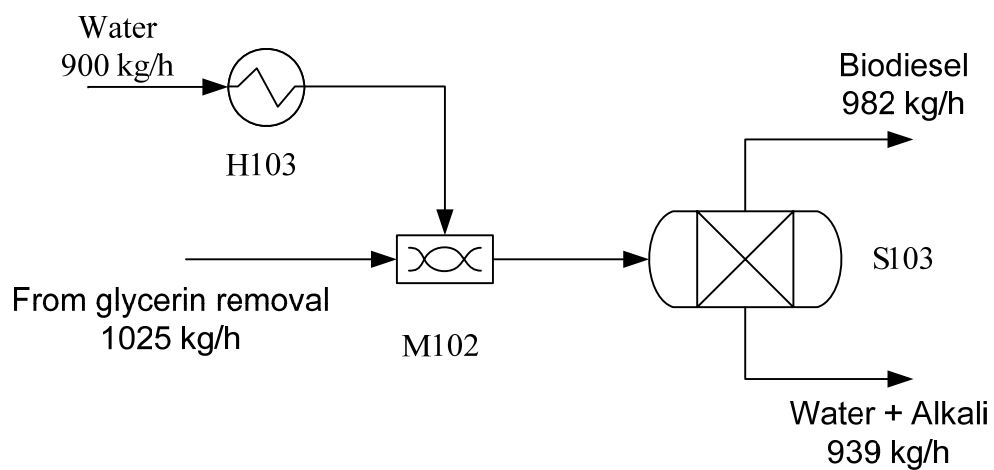 Water
900 kg/h
H103
Biodiesel
982 kg/h
From glycerin removal
1025 kg/h
M102
S103
Water + Alkali
939 kg/h